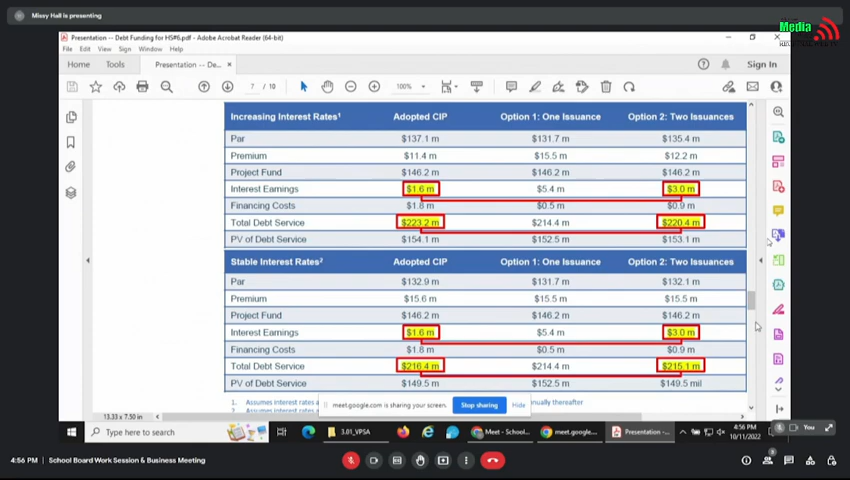 Missy Hall is presenting
Media
Presentation -- Debt Funding for HS#6.pdf - Adobe Acrobat Reader (64-bit)
File Edit View Sign Window Help
Home Tools Presentation -- De... × Sign In
7 / 10 100%
Increasing Interest Rates¹ Adopted CIP Option 1: One Issuance Option 2: Two Issuances
Par $137.1 m $131.7 m $135.4 m
Premium $11.4 m $15.5 m $12.2 m
Project Fund $146.2 m $146.2 m $146.2 m
Interest Earnings $1.6 m $5.4 m $3.0 m
Financing Costs $1.8 m $0.5 m $0.9 m
Total Debt Service $223.2 m $214.4 m $220.4 m
PV of Debt Service $154.1 m $152.5 m $153.1 m
Stable Interest Rates² Adopted CIP Option 1: One Issuance Option 2: Two Issuances
Par $132.9 m $131.7 m $132.1 m
Premium $15.6 m $15.5 m $15.5 m
Project Fund $146.2 m $146.2 m $146.2 m
Interest Earnings $1.6 m $5.4 m $3.0 m
Financing Costs $1.8 m $0.5 m $0.9 m
Total Debt Service $216.4 m $214.4 m $215.1 m
PV of Debt Service $149.5 m $152.5 m $149.5 mil
1. Assumes interest rates nually thereafter
meet.google.com is sharing your screen. Stop sharing Hide
13.33 x 7.50 in
Type here to search 3.01_VPSA Meet - School... meet.google.... Presentation -... 4:56 PM
10/11/2022
You
4:56 PM School Board Work Session & Business Meeting